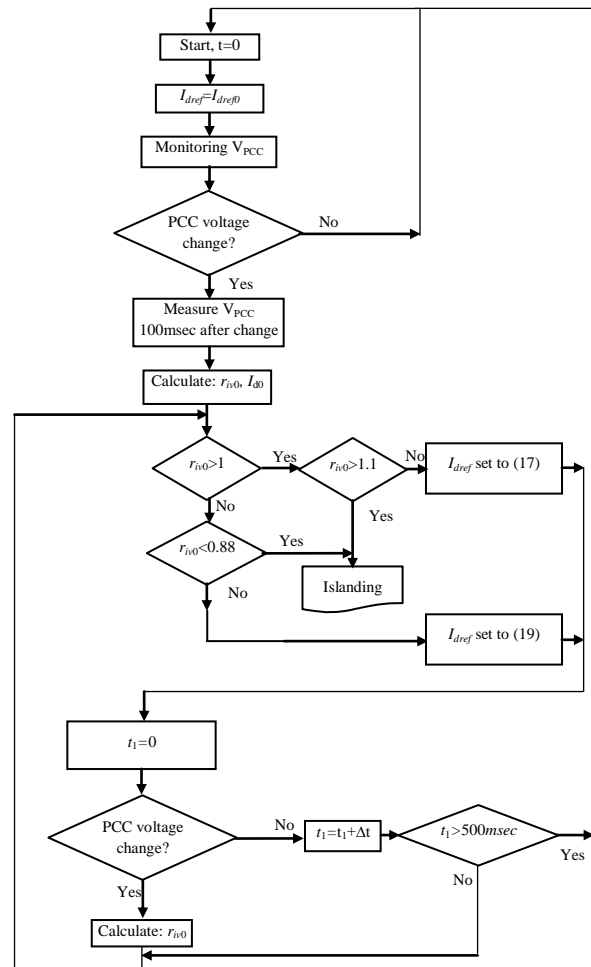 Start, t=0
I_dref=I_dref0
Monitoring V_PCC
PCC voltage
change?
No
Yes
Measure V_PCC
100msec after change
Calculate: r_iv0, I_d0
r_iv0>1
Yes
r_iv0>1.1
No
I_dref set to (17)
No
Yes
r_iv0<0.88
Yes
Islanding
No
I_dref set to (19)
t_1=0
PCC voltage
change?
No
t_1=t_1+Δt
t_1>500msec
Yes
Yes
No
Calculate: r_iv0